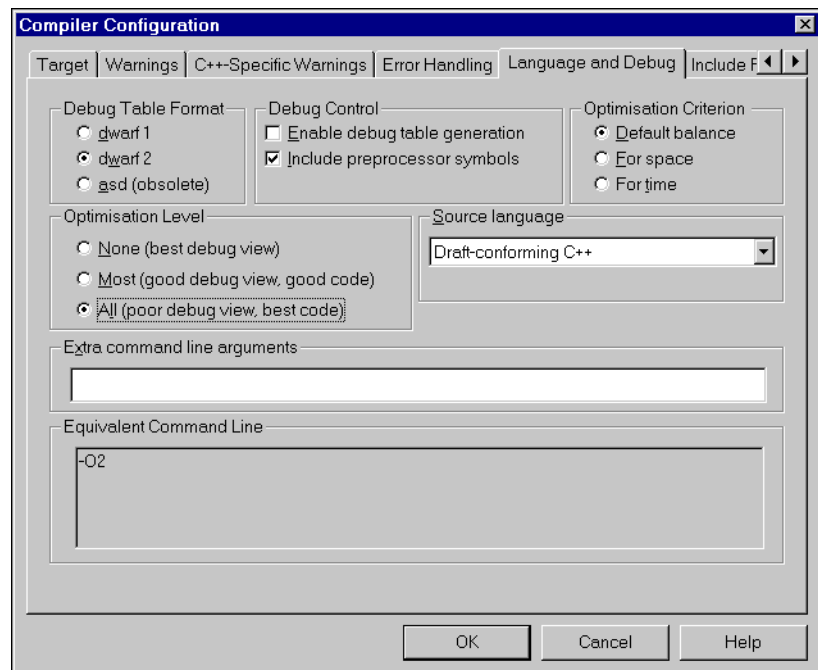 Compiler Configuration
Target Warnings C++-Specific Warnings Error Handling Language and Debug Include F
Debug Table Format
dwarf 1
dwarf 2
asd (obsolete)
Debug Control
Enable debug table generation
Include preprocessor symbols
Optimisation Criterion
Default balance
For space
For time
Optimisation Level
None (best debug view)
Most (good debug view, good code)
All (poor debug view, best code)
Source language
Draft-conforming C++
Extra command line arguments
Equivalent Command Line
-O2
OK Cancel Help